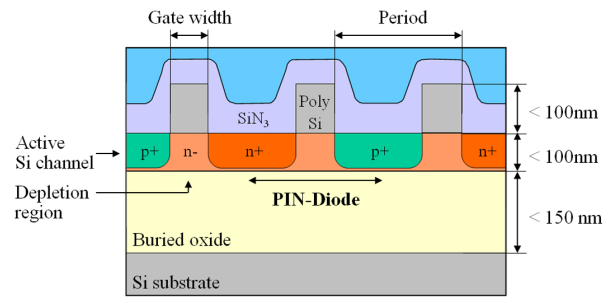 Gate width
Period
Poly
Si
SiN₃
< 100nm
Active
Si channel
p+
n-
n+
p+
n+
< 100nm
Depletion
region
PIN-Diode
< 150 nm
Buried oxide
Si substrate